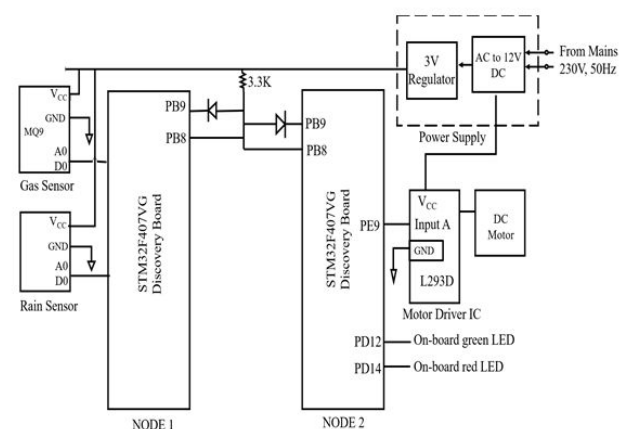 From Mains
230V, 50Hz
AC to 12V
DC
3V
Regulator
Power Supply
3.3K
V_CC
GND
MQ9
A0
D0
Gas Sensor
PB9
PB8
PB9
PB8
STM32F407VG
Discovery Board
STM32F407VG
Discovery Board
V_CC
GND
A0
D0
Rain Sensor
PE9
V_CC
Input A
GND
L293D
Motor Driver IC
DC
Motor
PD12
On-board green LED
PD14
On-board red LED
NODE 1
NODE 2